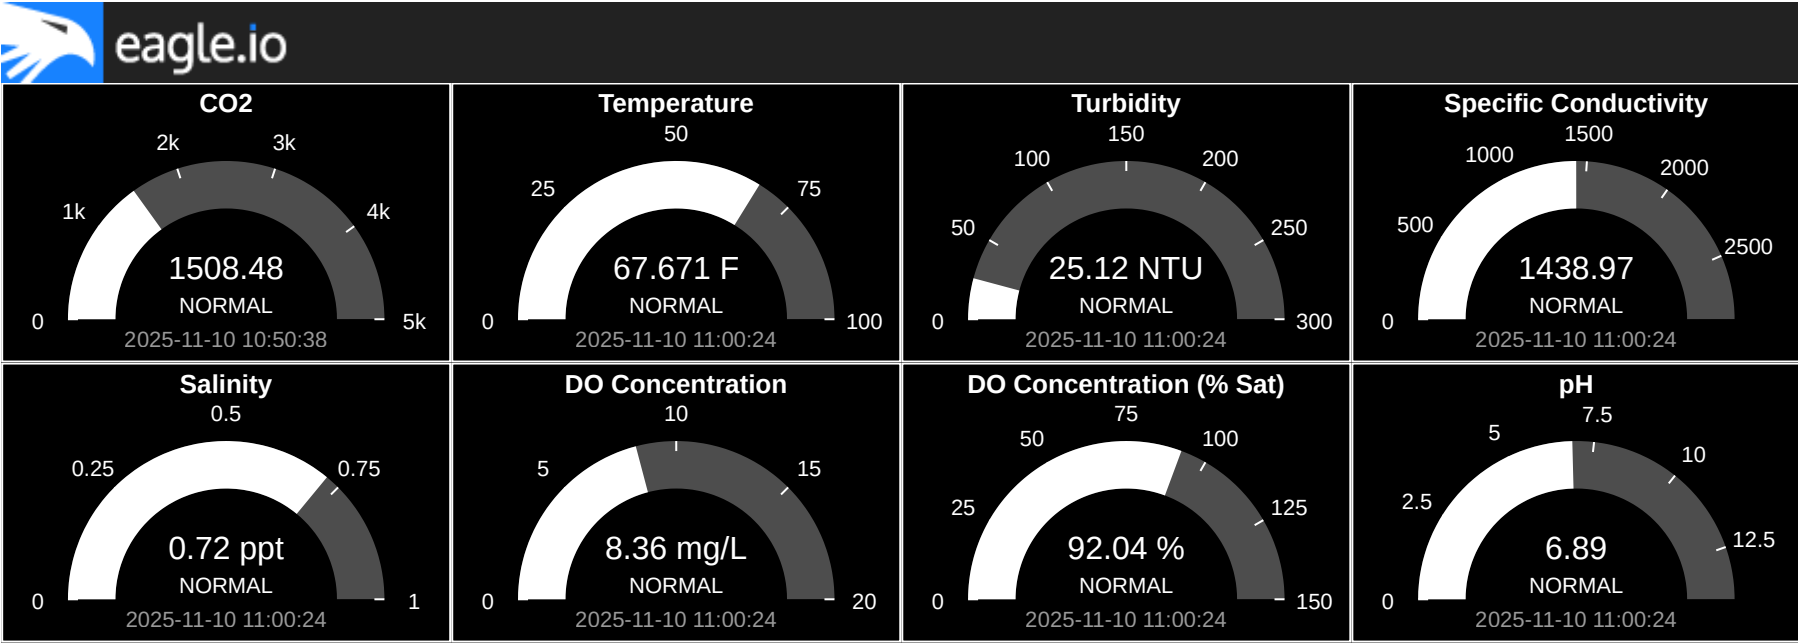 eagle.io
CO2
0
1k
2k
3k
4k
5k
1508.48
NORMAL
2025-11-10 10:50:38
Temperature
0
25
50
75
100
67.671 F
NORMAL
2025-11-10 11:00:24
Turbidity
0
50
100
150
200
250
300
25.12 NTU
NORMAL
2025-11-10 11:00:24
Specific Conductivity
0
500
1000
1500
2000
2500
1438.97
NORMAL
2025-11-10 11:00:24
Salinity
0
0.25
0.5
0.75
1
0.72 ppt
NORMAL
2025-11-10 11:00:24
DO Concentration
0
5
10
15
20
8.36 mg/L
NORMAL
2025-11-10 11:00:24
DO Concentration (% Sat)
0
25
50
75
100
125
150
92.04 %
NORMAL
2025-11-10 11:00:24
pH
0
2.5
5
7.5
10
12.5
6.89
NORMAL
2025-11-10 11:00:24